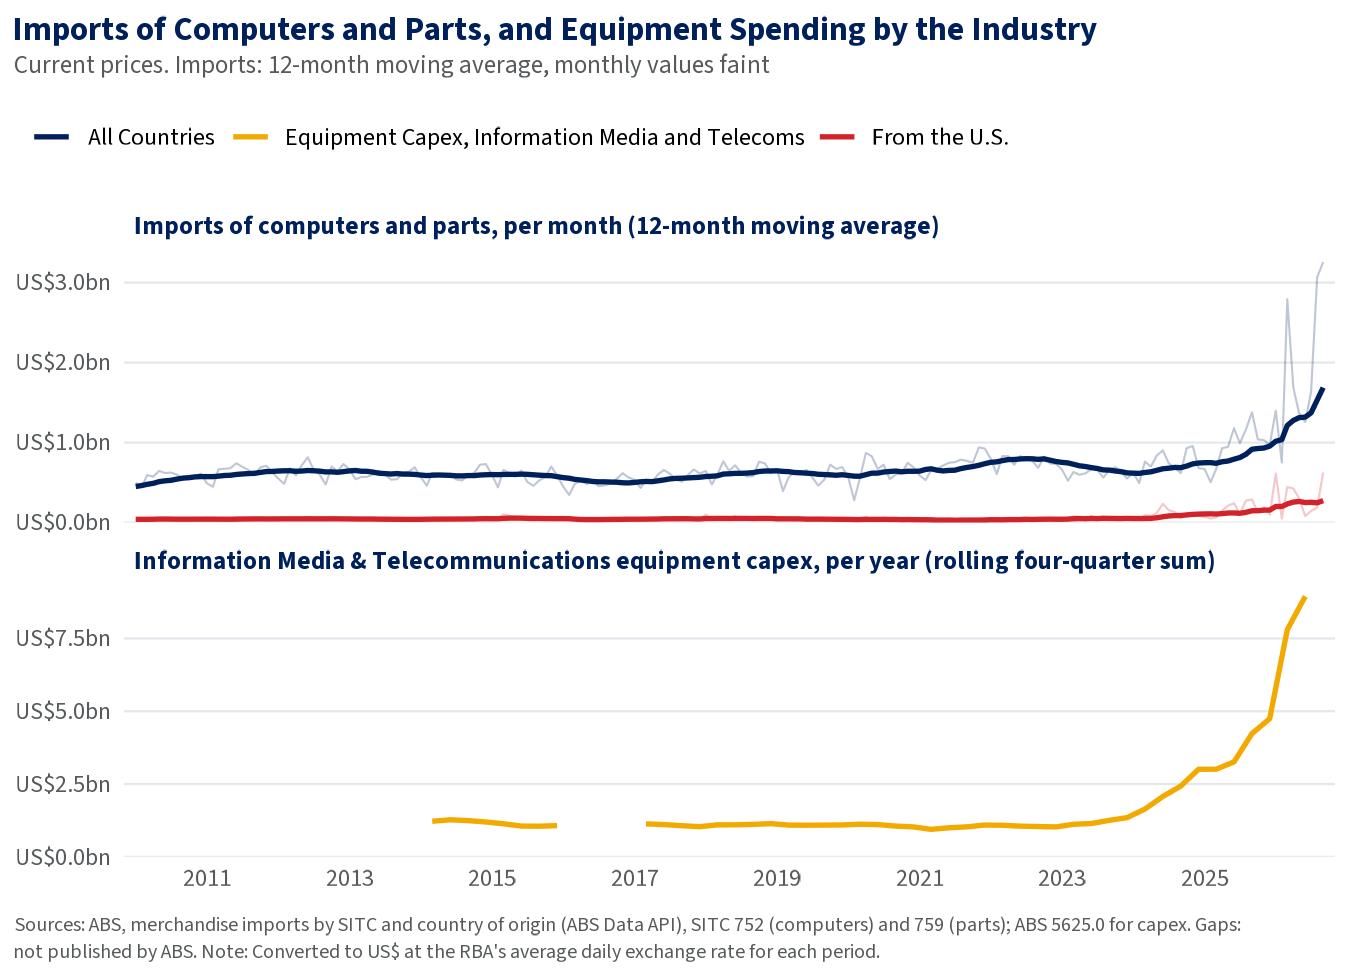 Imports of Computers and Parts, and Equipment Spending by the Industry
Current prices. Imports: 12-month moving average, monthly values faint
All Countries
Equipment Capex, Information Media and Telecoms
From the U.S.
Imports of computers and parts, per month (12-month moving average)
US$3.0bn
US$2.0bn
US$1.0bn
US$0.0bn
Information Media & Telecommunications equipment capex, per year (rolling four-quarter sum)
US$7.5bn
US$5.0bn
US$2.5bn
US$0.0bn
2011 2013 2015 2017 2019 2021 2023 2025
Sources: ABS, merchandise imports by SITC and country of origin (ABS Data API), SITC 752 (computers) and 759 (parts); ABS 5625.0 for capex. Gaps:
not published by ABS. Note: Converted to US$ at the RBA's average daily exchange rate for each period.